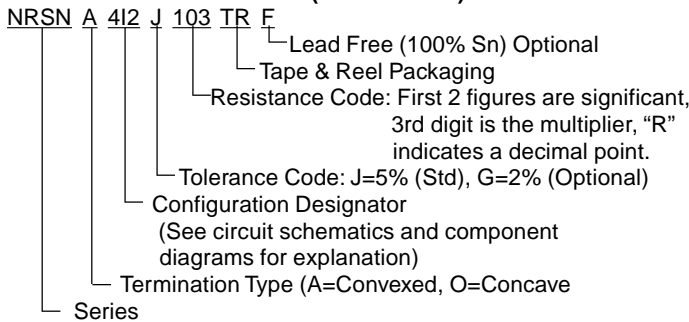 NRSN A 4I2 J 103 TR F
Lead Free (100% Sn) Optional
Tape & Reel Packaging
Resistance Code: First 2 figures are significant,
3rd digit is the multiplier, “R”
indicates a decimal point.
Tolerance Code: J=5% (Std), G=2% (Optional)
Configuration Designator
(See circuit schematics and component
diagrams for explanation)
Termination Type (A=Convexed, O=Concave
Series